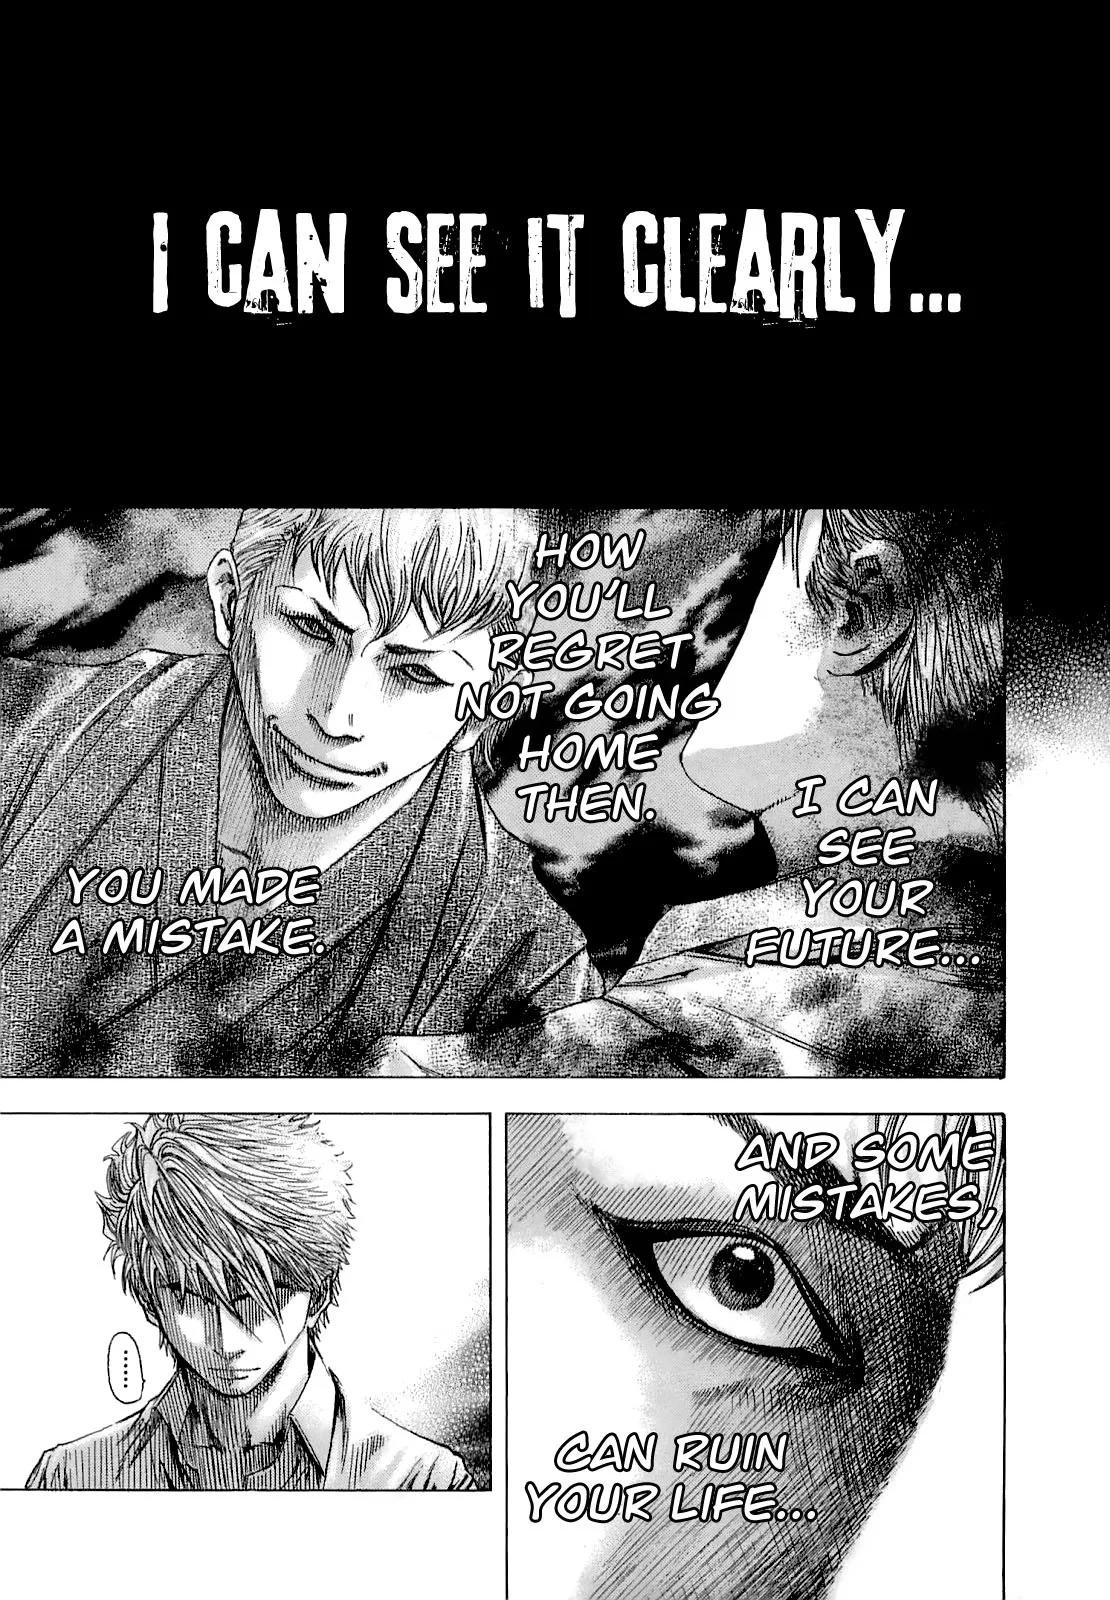 I CAN SEE IT CLEARLY...
I CAN
SEE
YOUR
FUTURE...
HOW
YOU'LL
REGRET
NOT GOING
HOME
THEN.
YOU MADE
A MISTAKE.
AND SOME
MISTAKES,
CAN RUIN
YOUR LIFE...
......